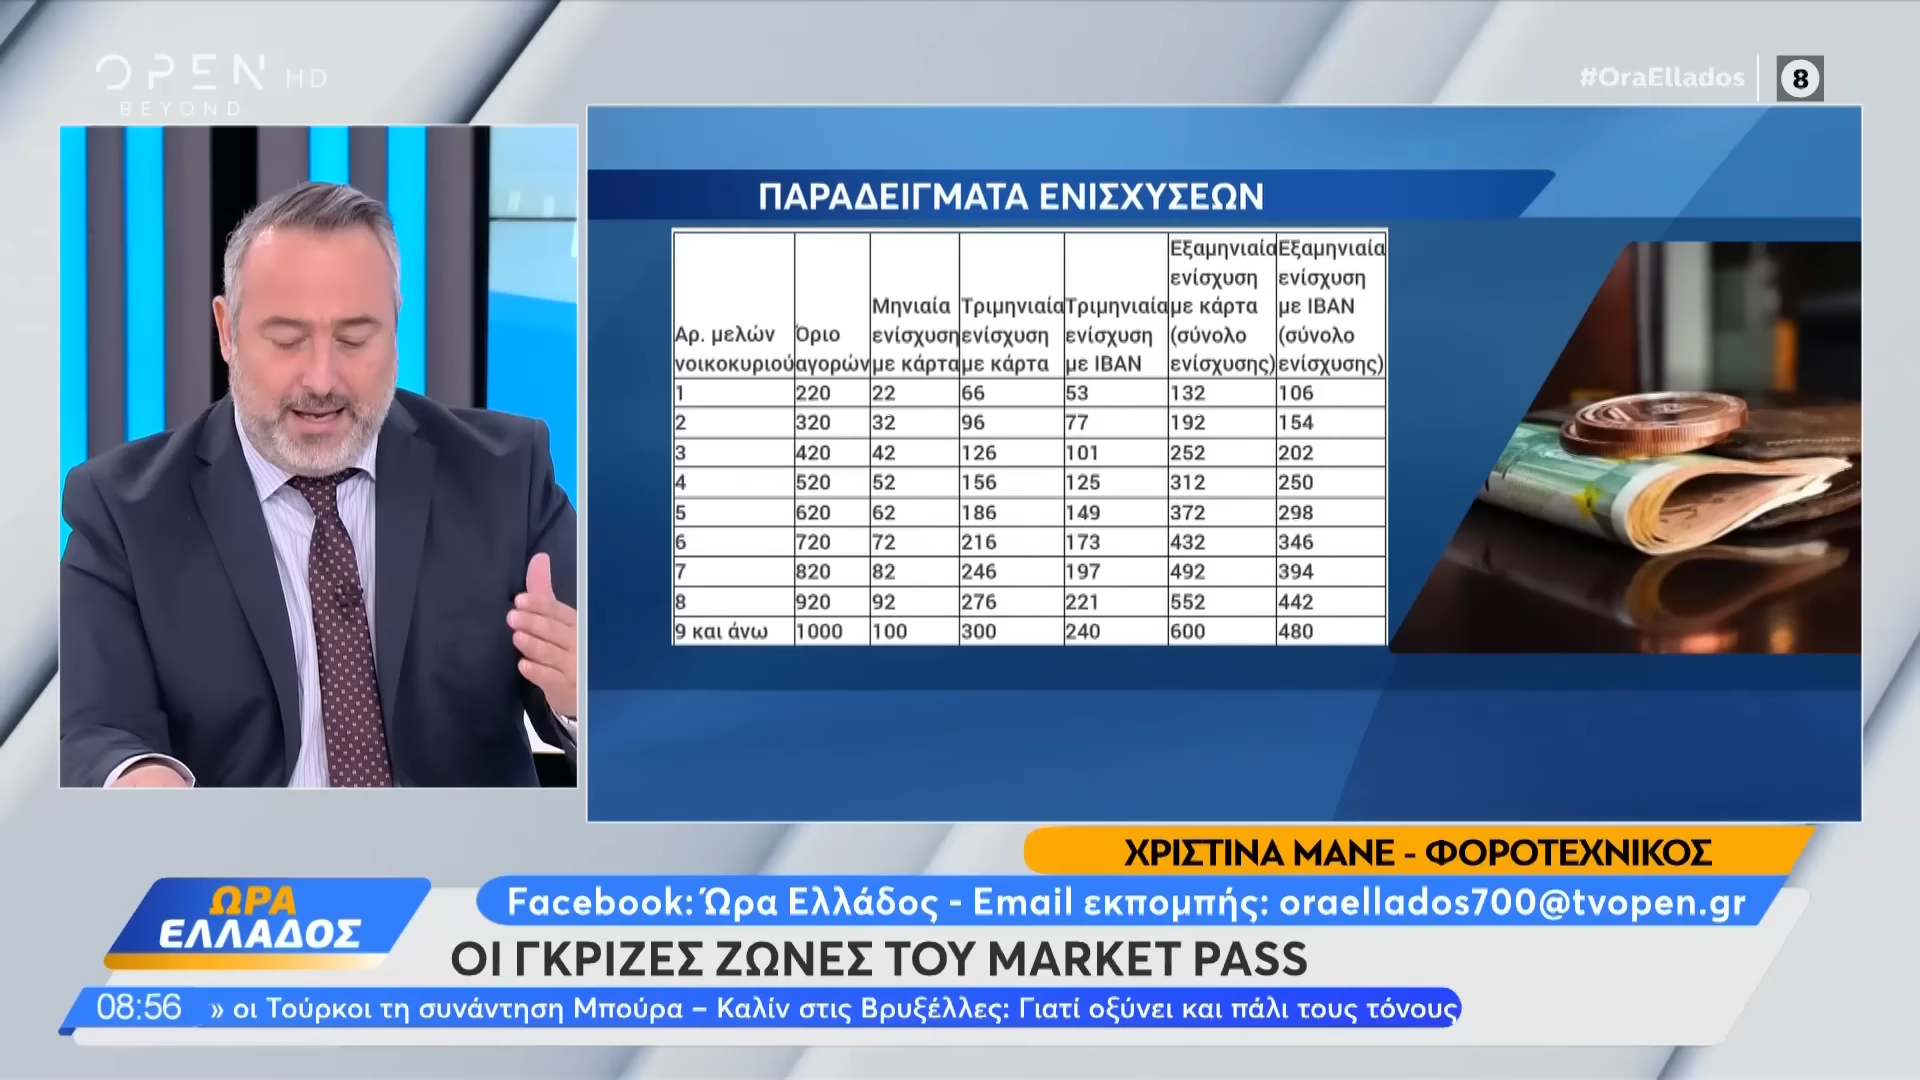 OPEN HD
BEYOND
#OraEllados 8
ΠΑΡΑΔΕΙΓΜΑΤΑ ΕΝΙΣΧΥΣΕΩΝ
Αρ. μελών νοικοκυριού Όριο αγορών Μηνιαία ενίσχυση με κάρτα Τριμηνιαία ενίσχυση με κάρτα Τριμηνιαία ενίσχυση με IBAN Εξαμηνιαία ενίσχυση με κάρτα (σύνολο ενίσχυσης) Εξαμηνιαία ενίσχυση με IBAN (σύνολο ενίσχυσης)
1 220 22 66 53 132 106
2 320 32 96 77 192 154
3 420 42 126 101 252 202
4 520 52 156 125 312 250
5 620 62 186 149 372 298
6 720 72 216 173 432 346
7 820 82 246 197 492 394
8 920 92 276 221 552 442
9 και άνω 1000 100 300 240 600 480
ΧΡΙΣΤΙΝΑ ΜΑΝΕ - ΦΟΡΟΤΕΧΝΙΚΟΣ
Facebook: Ώρα Ελλάδος - Email εκπομπής: oraellados700@tvopen.gr
ΩΡΑ
ΕΛΛΑΔΟΣ
ΟΙ ΓΚΡΙΖΕΣ ΖΩΝΕΣ ΤΟΥ MARKET PASS
08:56 » οι Τούρκοι τη συνάντηση Μπούρα – Καλίν στις Βρυξέλλες: Γιατί οξύνει και πάλι τους τόνους